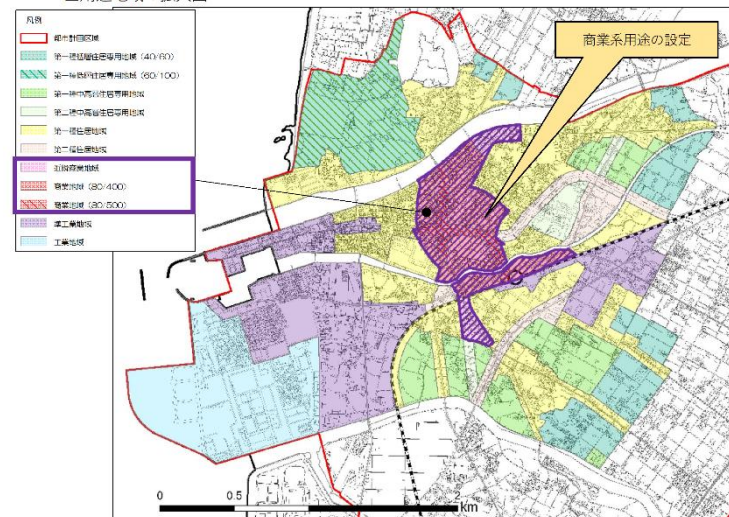 凡例
都市計画区域
第一種低層住居専用地域 (40/60)
第一種低層住居専用地域 (60/100)
第一種中高層住居専用地域
第二種中高層住居専用地域
第一種住居地域
第二種住居地域
近隣商業地域
商業地域 (80/400)
商業地域 (80/500)
準工業地域
工業地域
商業系用途の設定
0 0.5 1 2
km